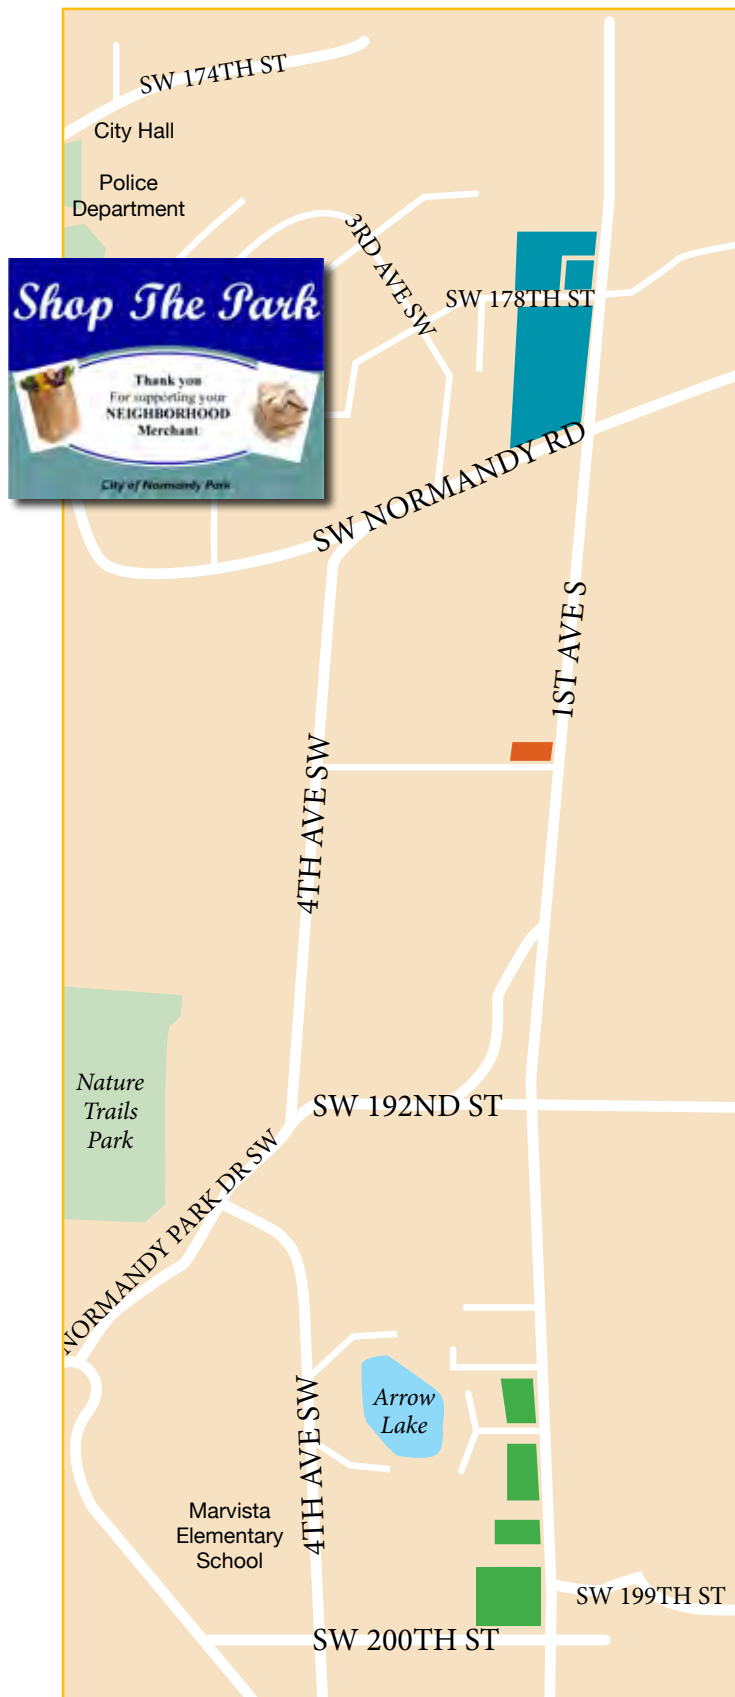 SW 174TH ST
City Hall
Police
Department
3RD AVE SW
SW 178TH ST
Shop The Park
Thank you
For supporting your
NEIGHBORHOOD
Merchant
City of Normandy Park
SW NORMANDY RD
1ST AVE S
4TH AVE SW
Nature
Trails
Park
SW 192ND ST
NORMANDY PARK DR SW
Arrow
Lake
4TH AVE SW
Marvista
Elementary
School
SW 199TH ST
SW 200TH ST